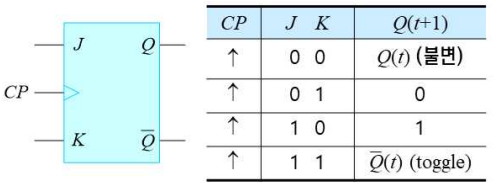 J Q
CP
K Q̅
CP J K Q(t+1)
↑ 0 0 Q(t) (불변)
↑ 0 1 0
↑ 1 0 1
↑ 1 1 Q̅(t) (toggle)